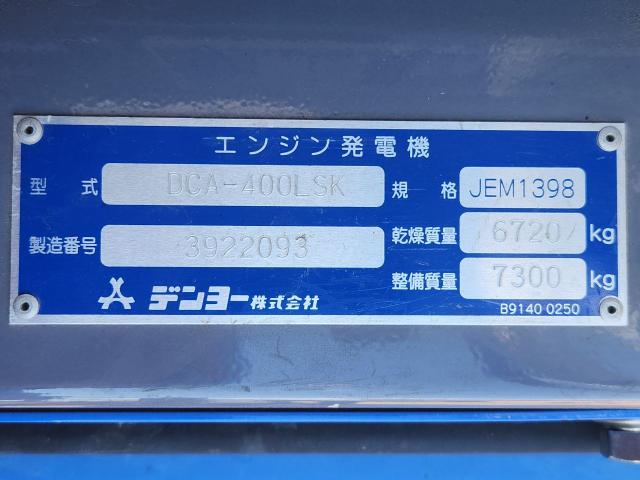 エンジン発電機
型式 DCA-400LSK 規格 JEM1398
製造番号 3922093 乾燥質量 6720 kg
整備質量 7300 kg
デンヨー株式会社 B9140 0250